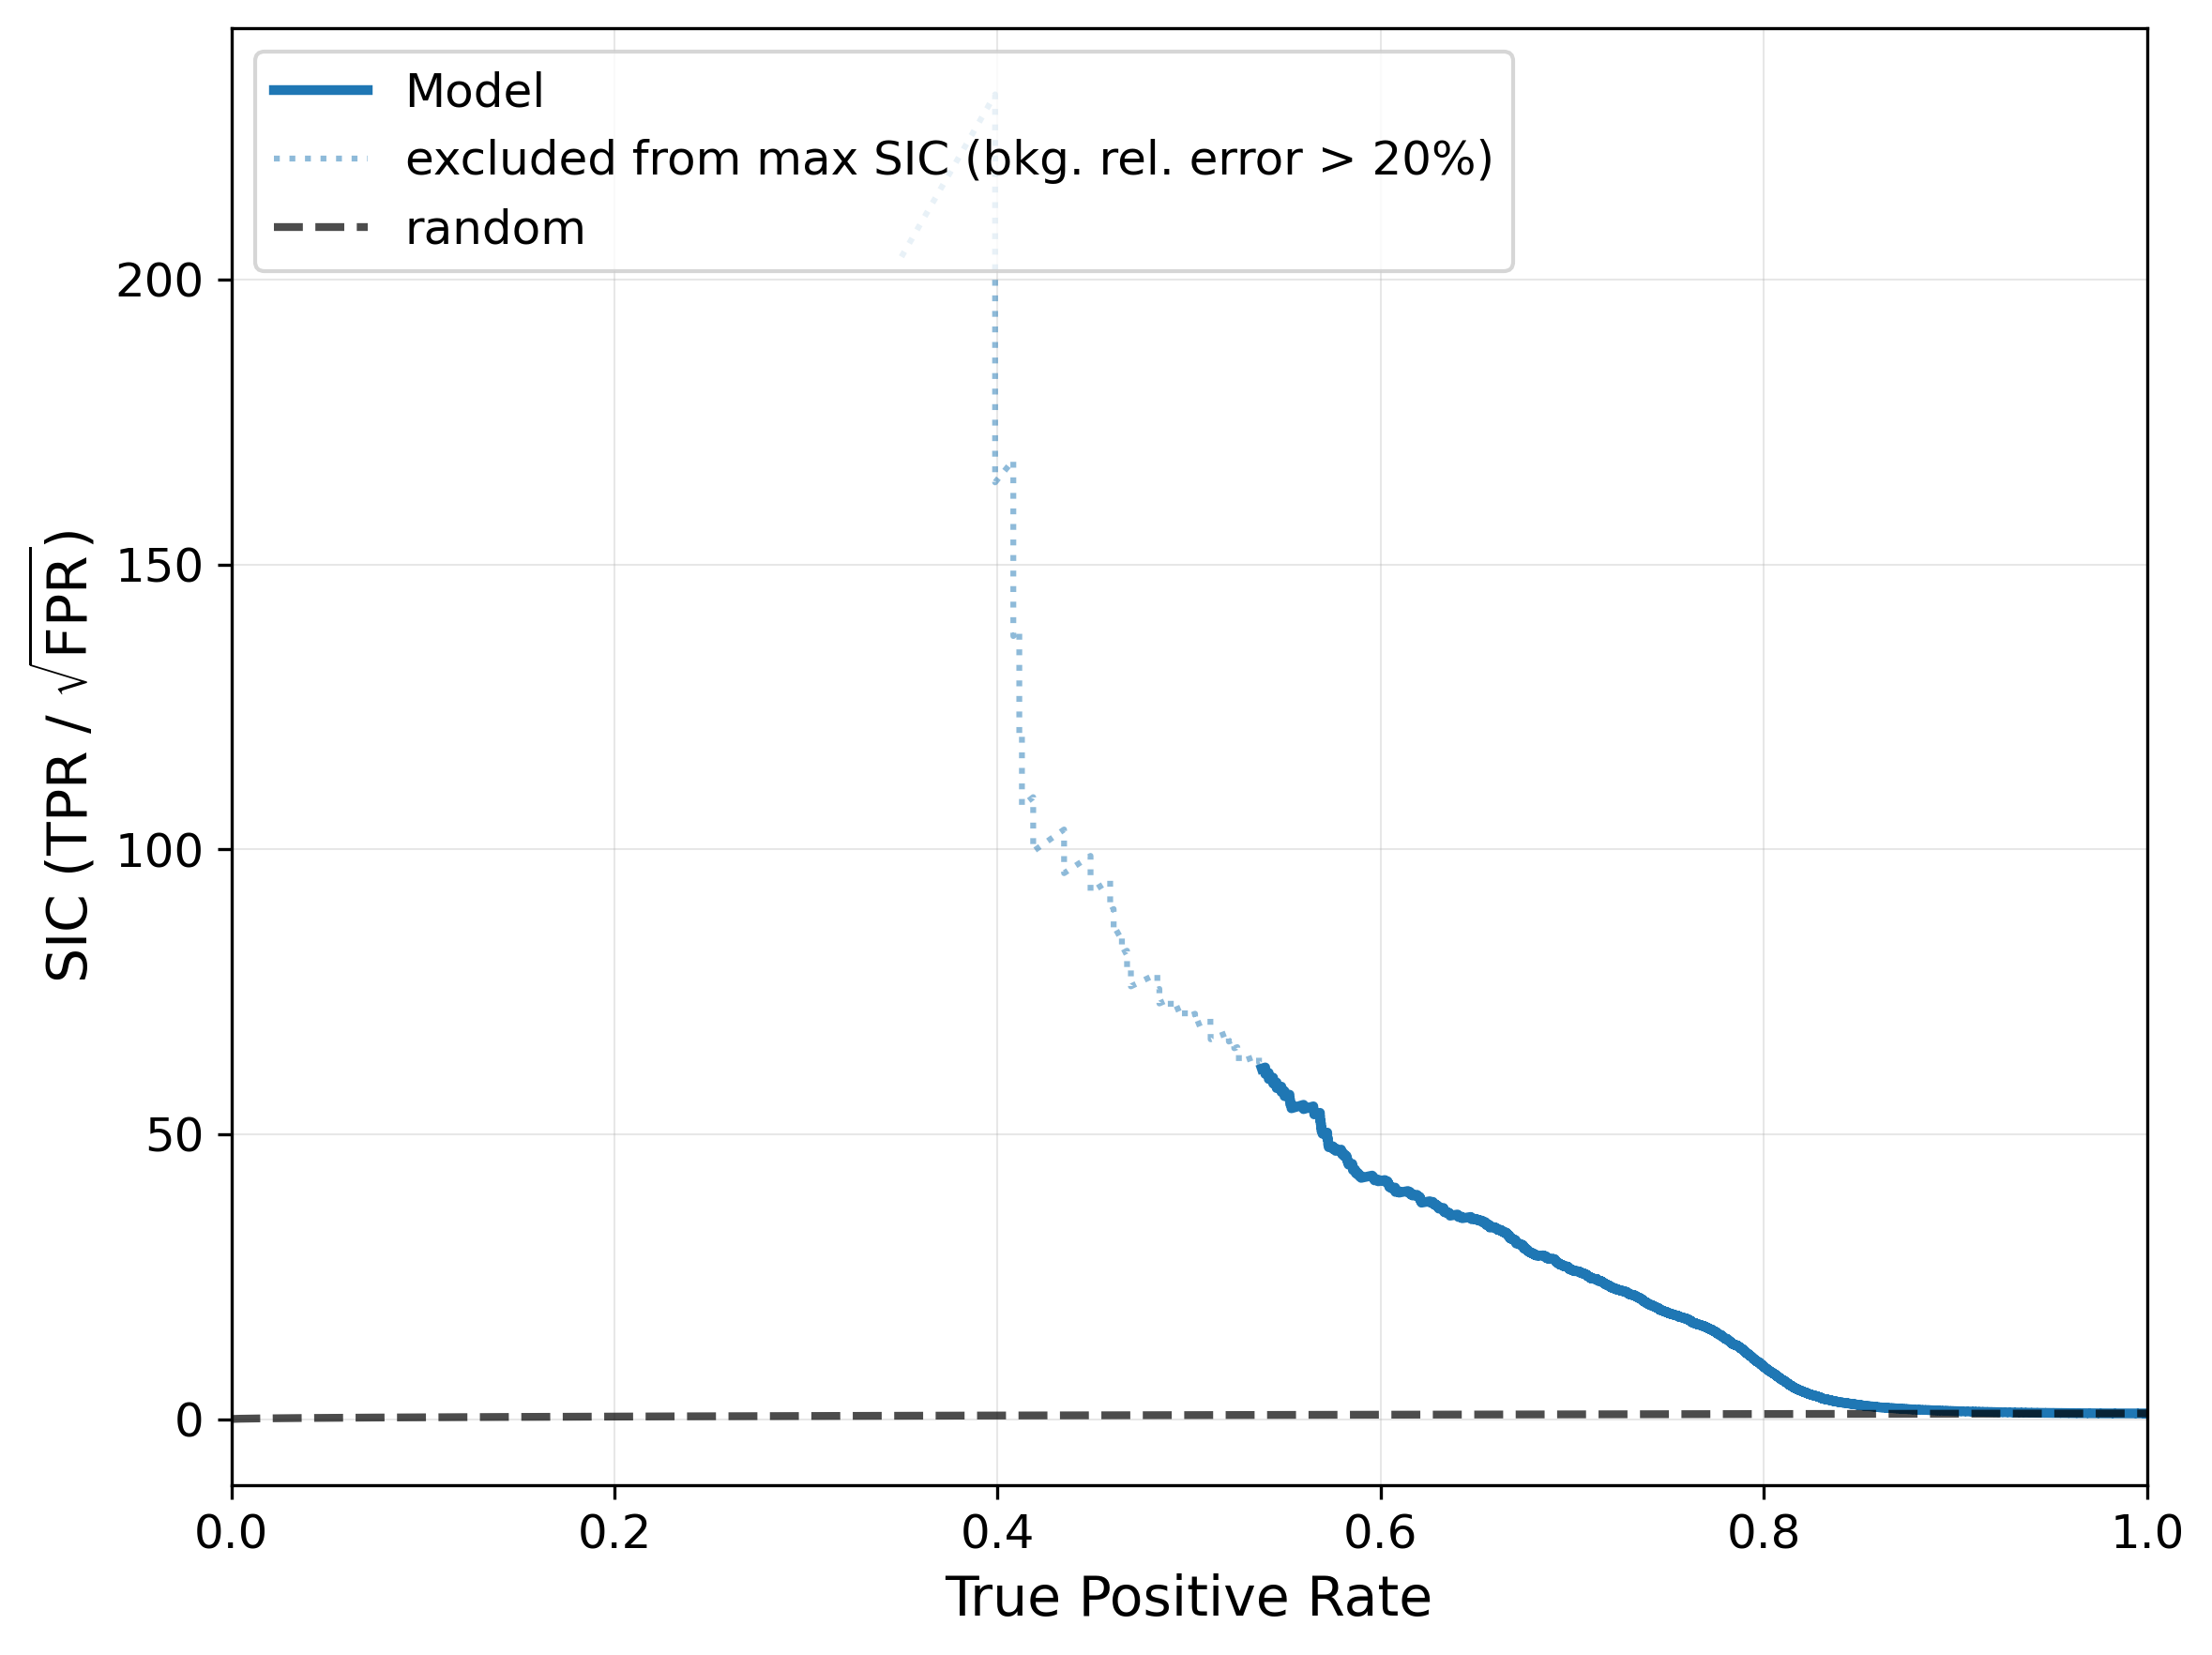 Model
excluded from max SIC (bkg. rel. error > 20%)
random
SIC (TPR / √FPR)
200
150
100
50
0
0.0 0.2 0.4 0.6 0.8 1.0
True Positive Rate